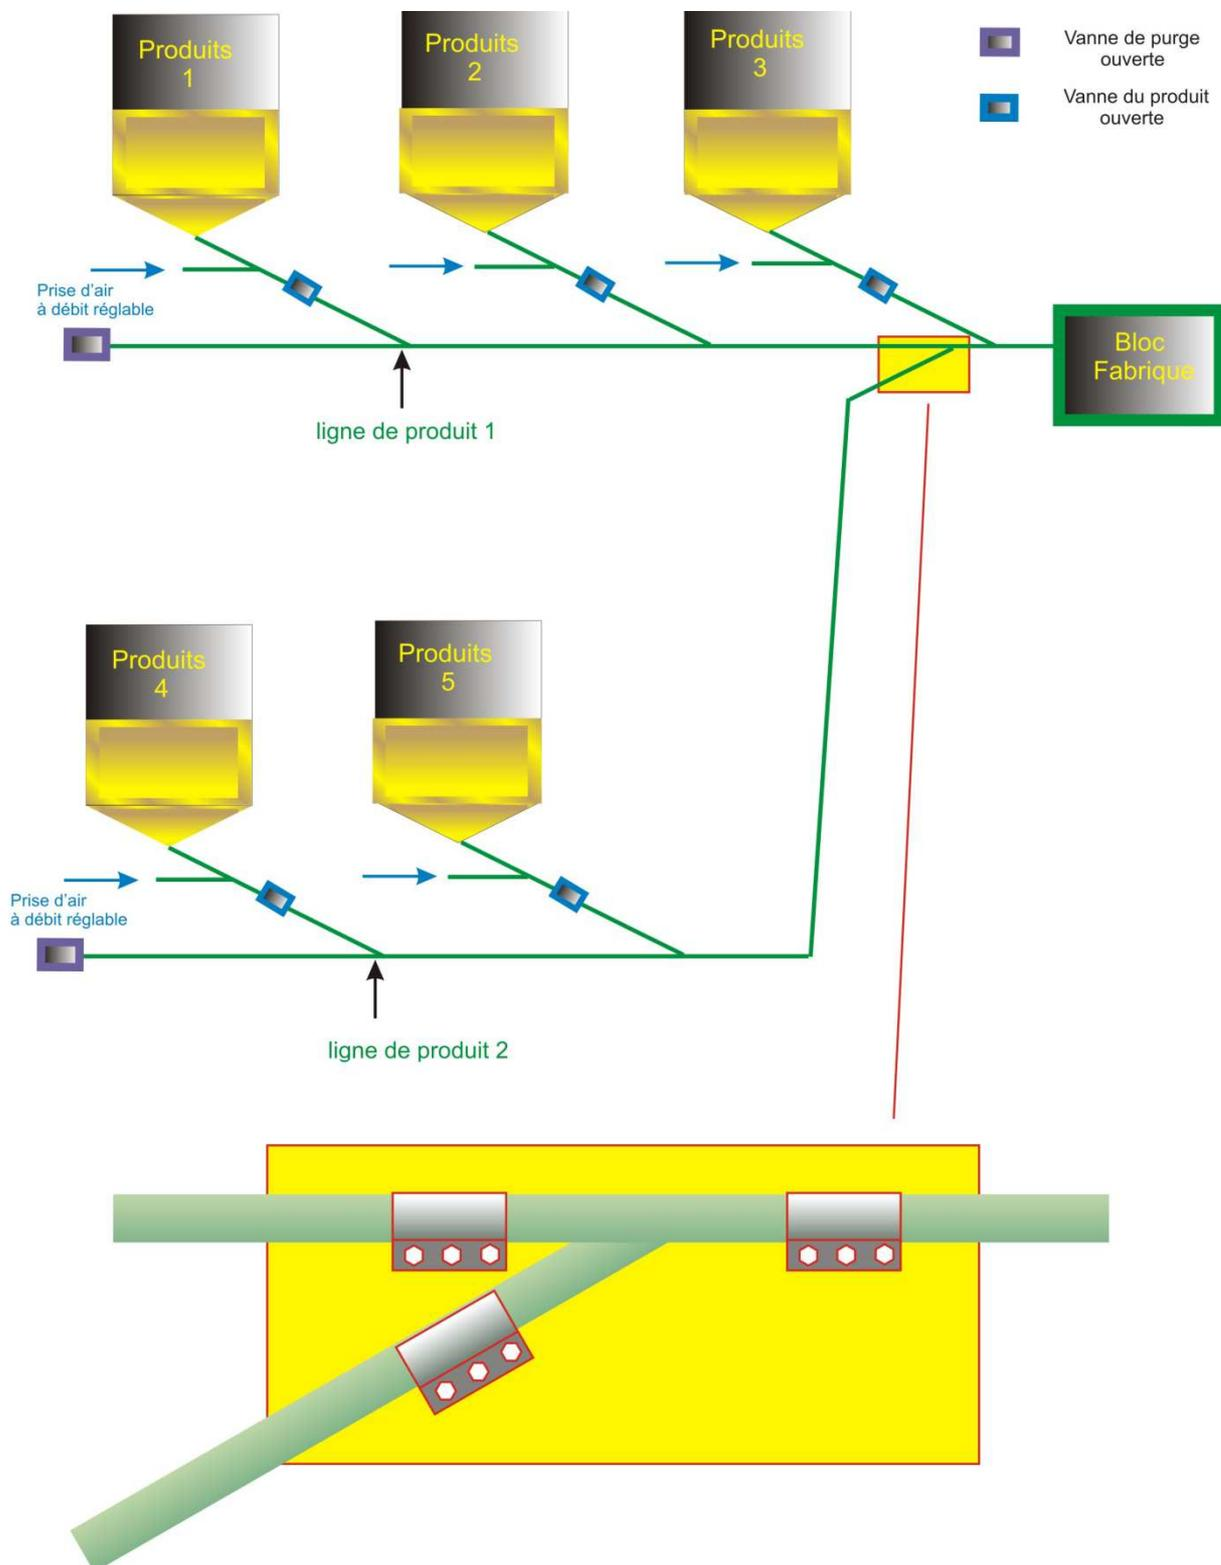 Produits
1
Produits
2
Produits
3
Vanne de purge
ouverte
Vanne du produit
ouverte
Prise d'air
à débit réglable
Bloc
Fabrique
ligne de produit 1
Produits
4
Produits
5
Prise d'air
à débit réglable
ligne de produit 2